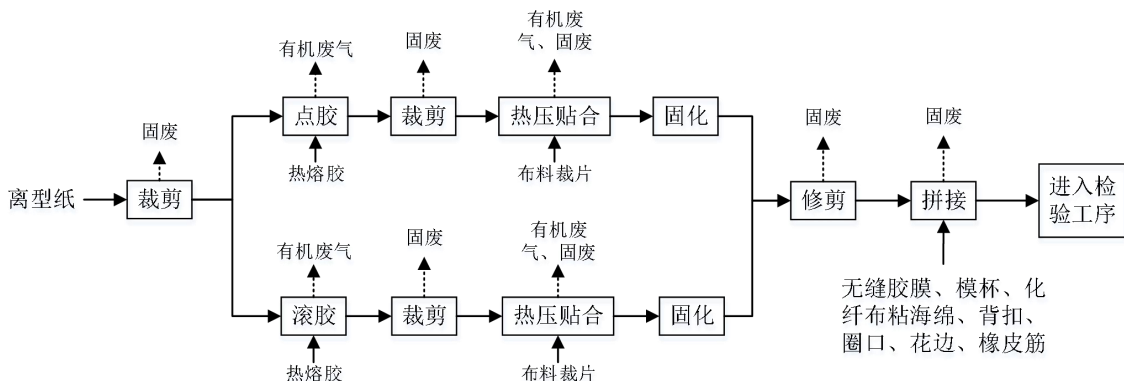 有机废气
固废
有机废
气、固废
点胶
裁剪
热压贴合
固化
热熔胶
布料裁片
固废
离型纸
裁剪
固废
固废
修剪
拼接
进入检
验工序
有机废气
固废
有机废
气、固废
滚胶
裁剪
热压贴合
固化
热熔胶
布料裁片
无缝胶膜、模杯、化
纤布粘海绵、背扣、
圈口、花边、橡皮筋